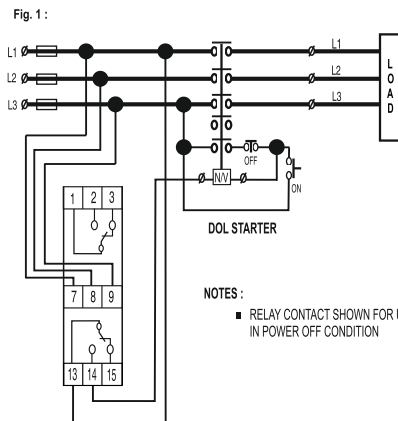 Fig. 1 :
L1 L1
L2 L2
L3 L3
LOAD
OFF
N/V
ON
DOL STARTER
1 2 3
7 8 9
13 14 15
NOTES :
RELAY CONTACT SHOWN FOR
IN POWER OFF CONDITION